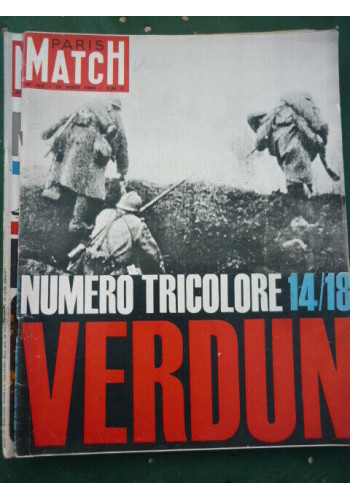 PARIS
MATCH
NUMERO TRICOLORE 14/18
VERDUN